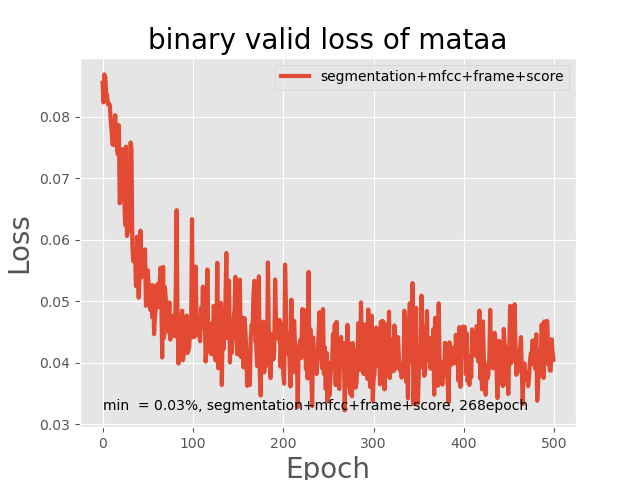 binary valid loss of mataa
segmentation+mfcc+frame+score
0.08
0.07
0.06
0.05
0.04
0.03
Loss
min  = 0.03%, segmentation+mfcc+frame+score, 268epoch
0 100 200 300 400 500
Epoch